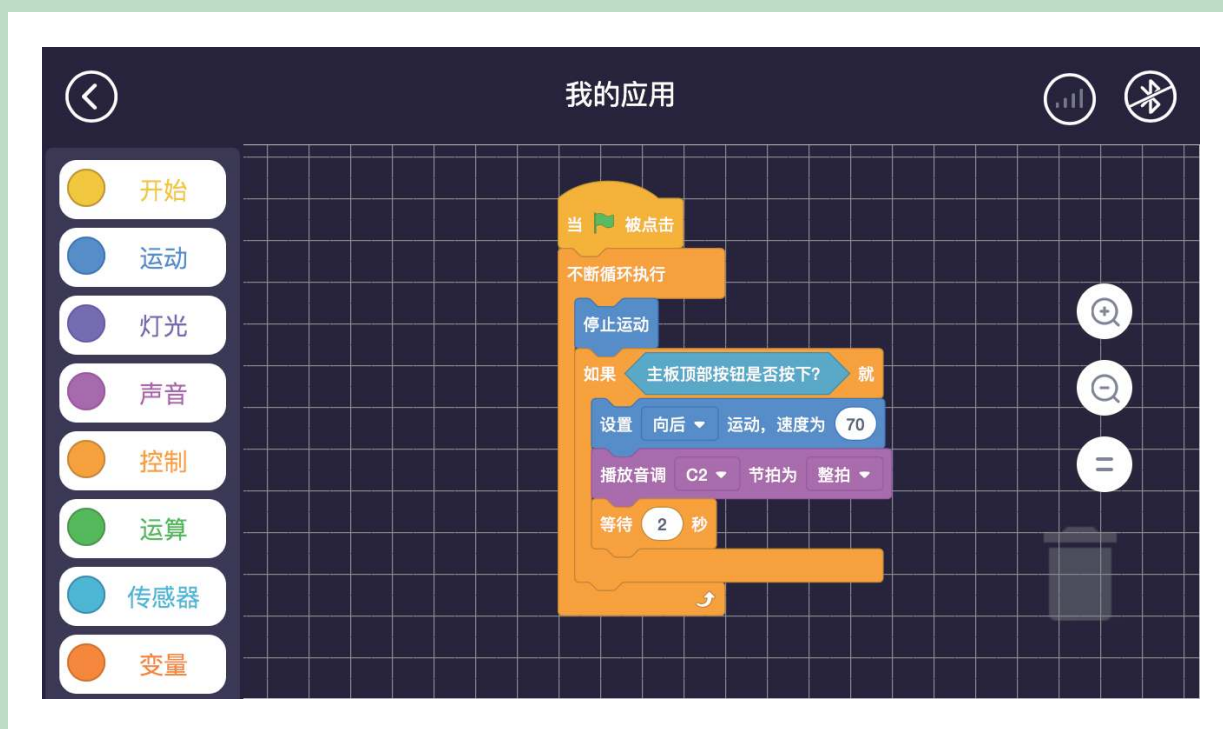 我的应用
开始
运动
灯光
声音
控制
运算
传感器
变量
当 被点击
不断循环执行
停止运动
如果 主板顶部按钮是否按下? 就
设置 向后 运动，速度为 70
播放音调 C2 节拍为 整拍
等待 2 秒